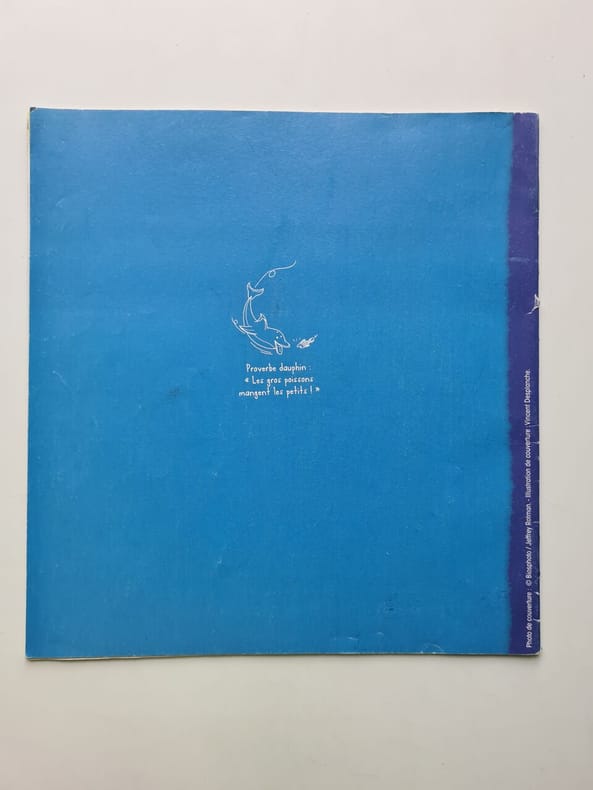 Proverbe dauphin :
« Les gros poissons
mangent les petits ! »
Photo de couverture : © Biosphoto / Jeffrey Rotman. - Illustration de couverture : Vincent Desplanche.